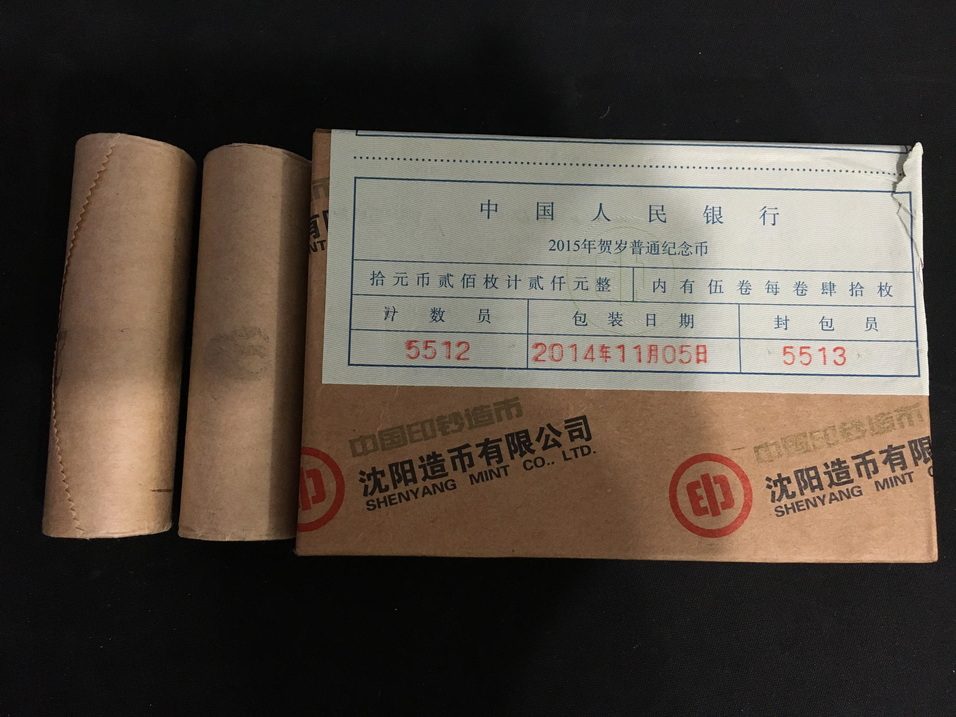 中国人民银行
2015年贺岁普通纪念币
拾元币贰佰枚计贰仟元整 内有伍卷每卷肆拾枚
计数员 包装日期 封包员
5512 2014年11月05日 5513
中国印钞造币 中国印钞造币
沈阳造币有限公司 沈阳造币有限
SHENYANG MINT CO., LTD. SHENYANG MINT